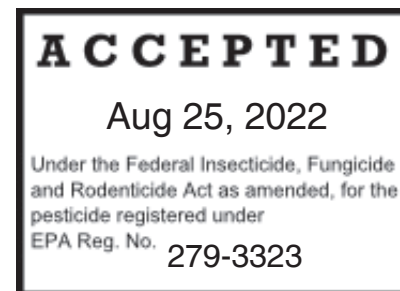 ACCEPTED
Aug 25, 2022
Under the Federal Insecticide, Fungicide
and Rodenticide Act as amended, for the
pesticide registered under
EPA Reg. No. 279-3323